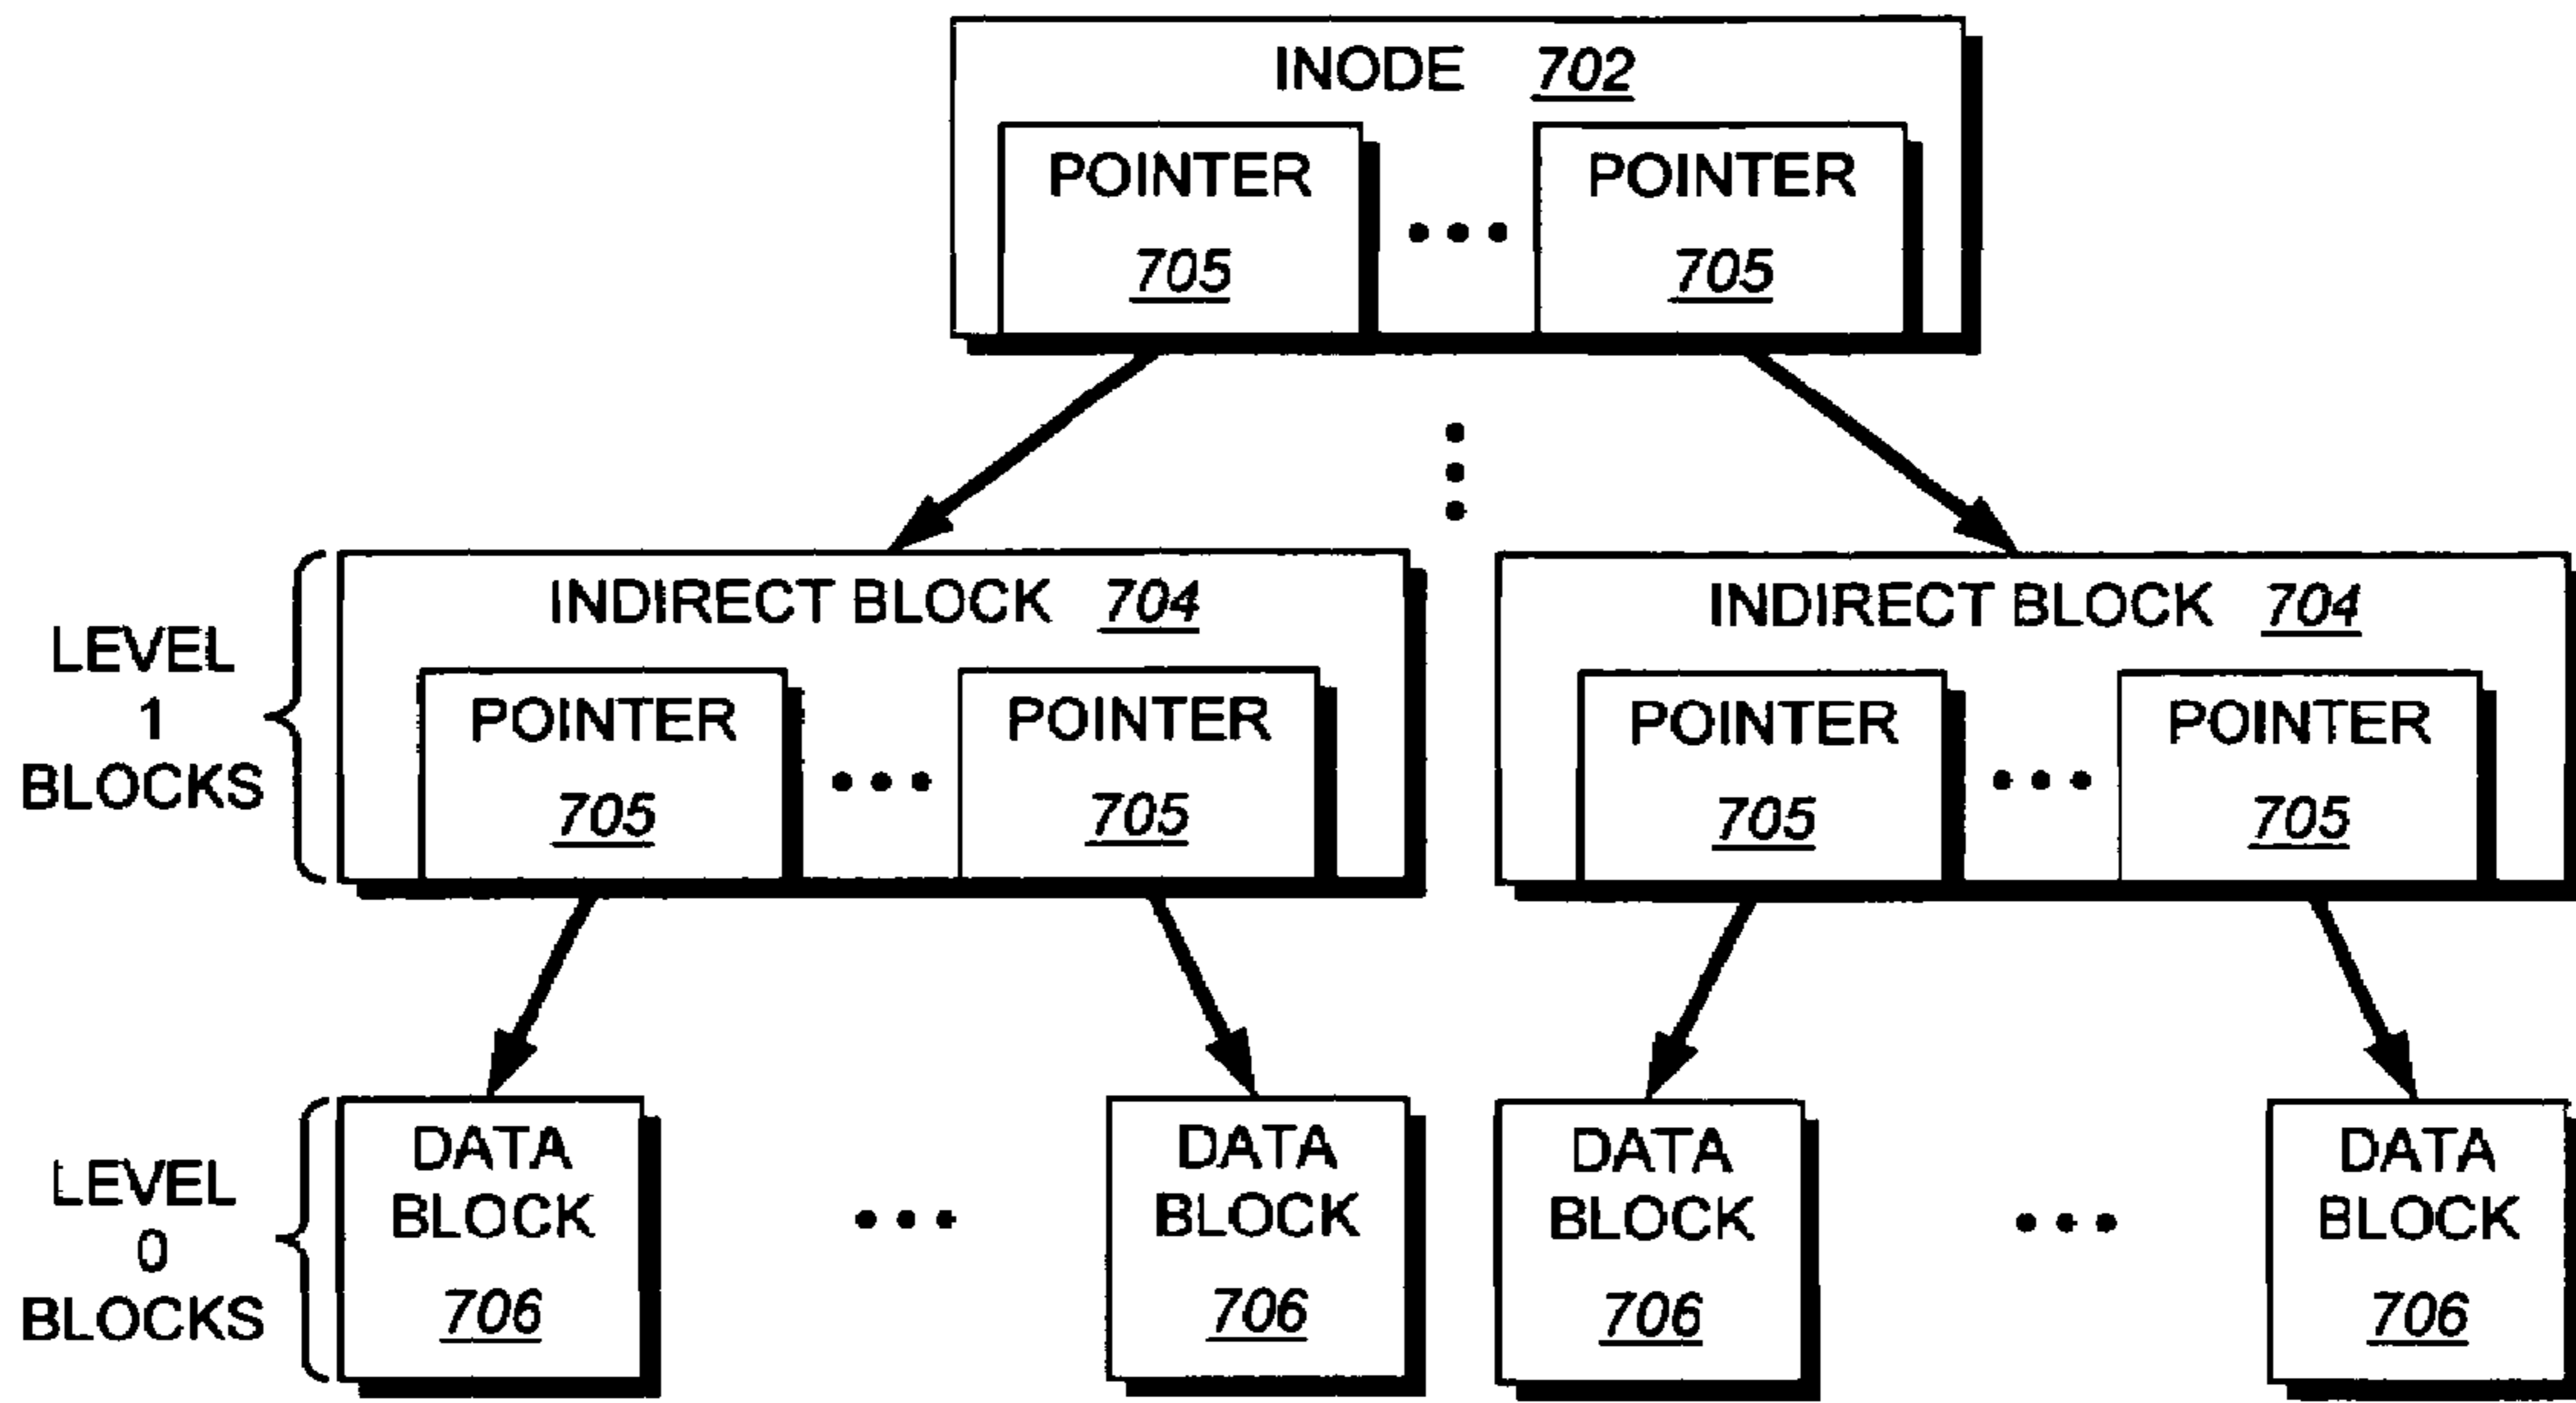 INODE 702
POINTER POINTER
705 ••• 705
INDIRECT BLOCK 704 INDIRECT BLOCK 704
LEVEL
1
BLOCKS
POINTER POINTER POINTER POINTER
705 ••• 705 705 ••• 705
LEVEL
0
BLOCKS
DATA DATA DATA DATA
BLOCK ••• BLOCK BLOCK ••• BLOCK
706 706 706 706